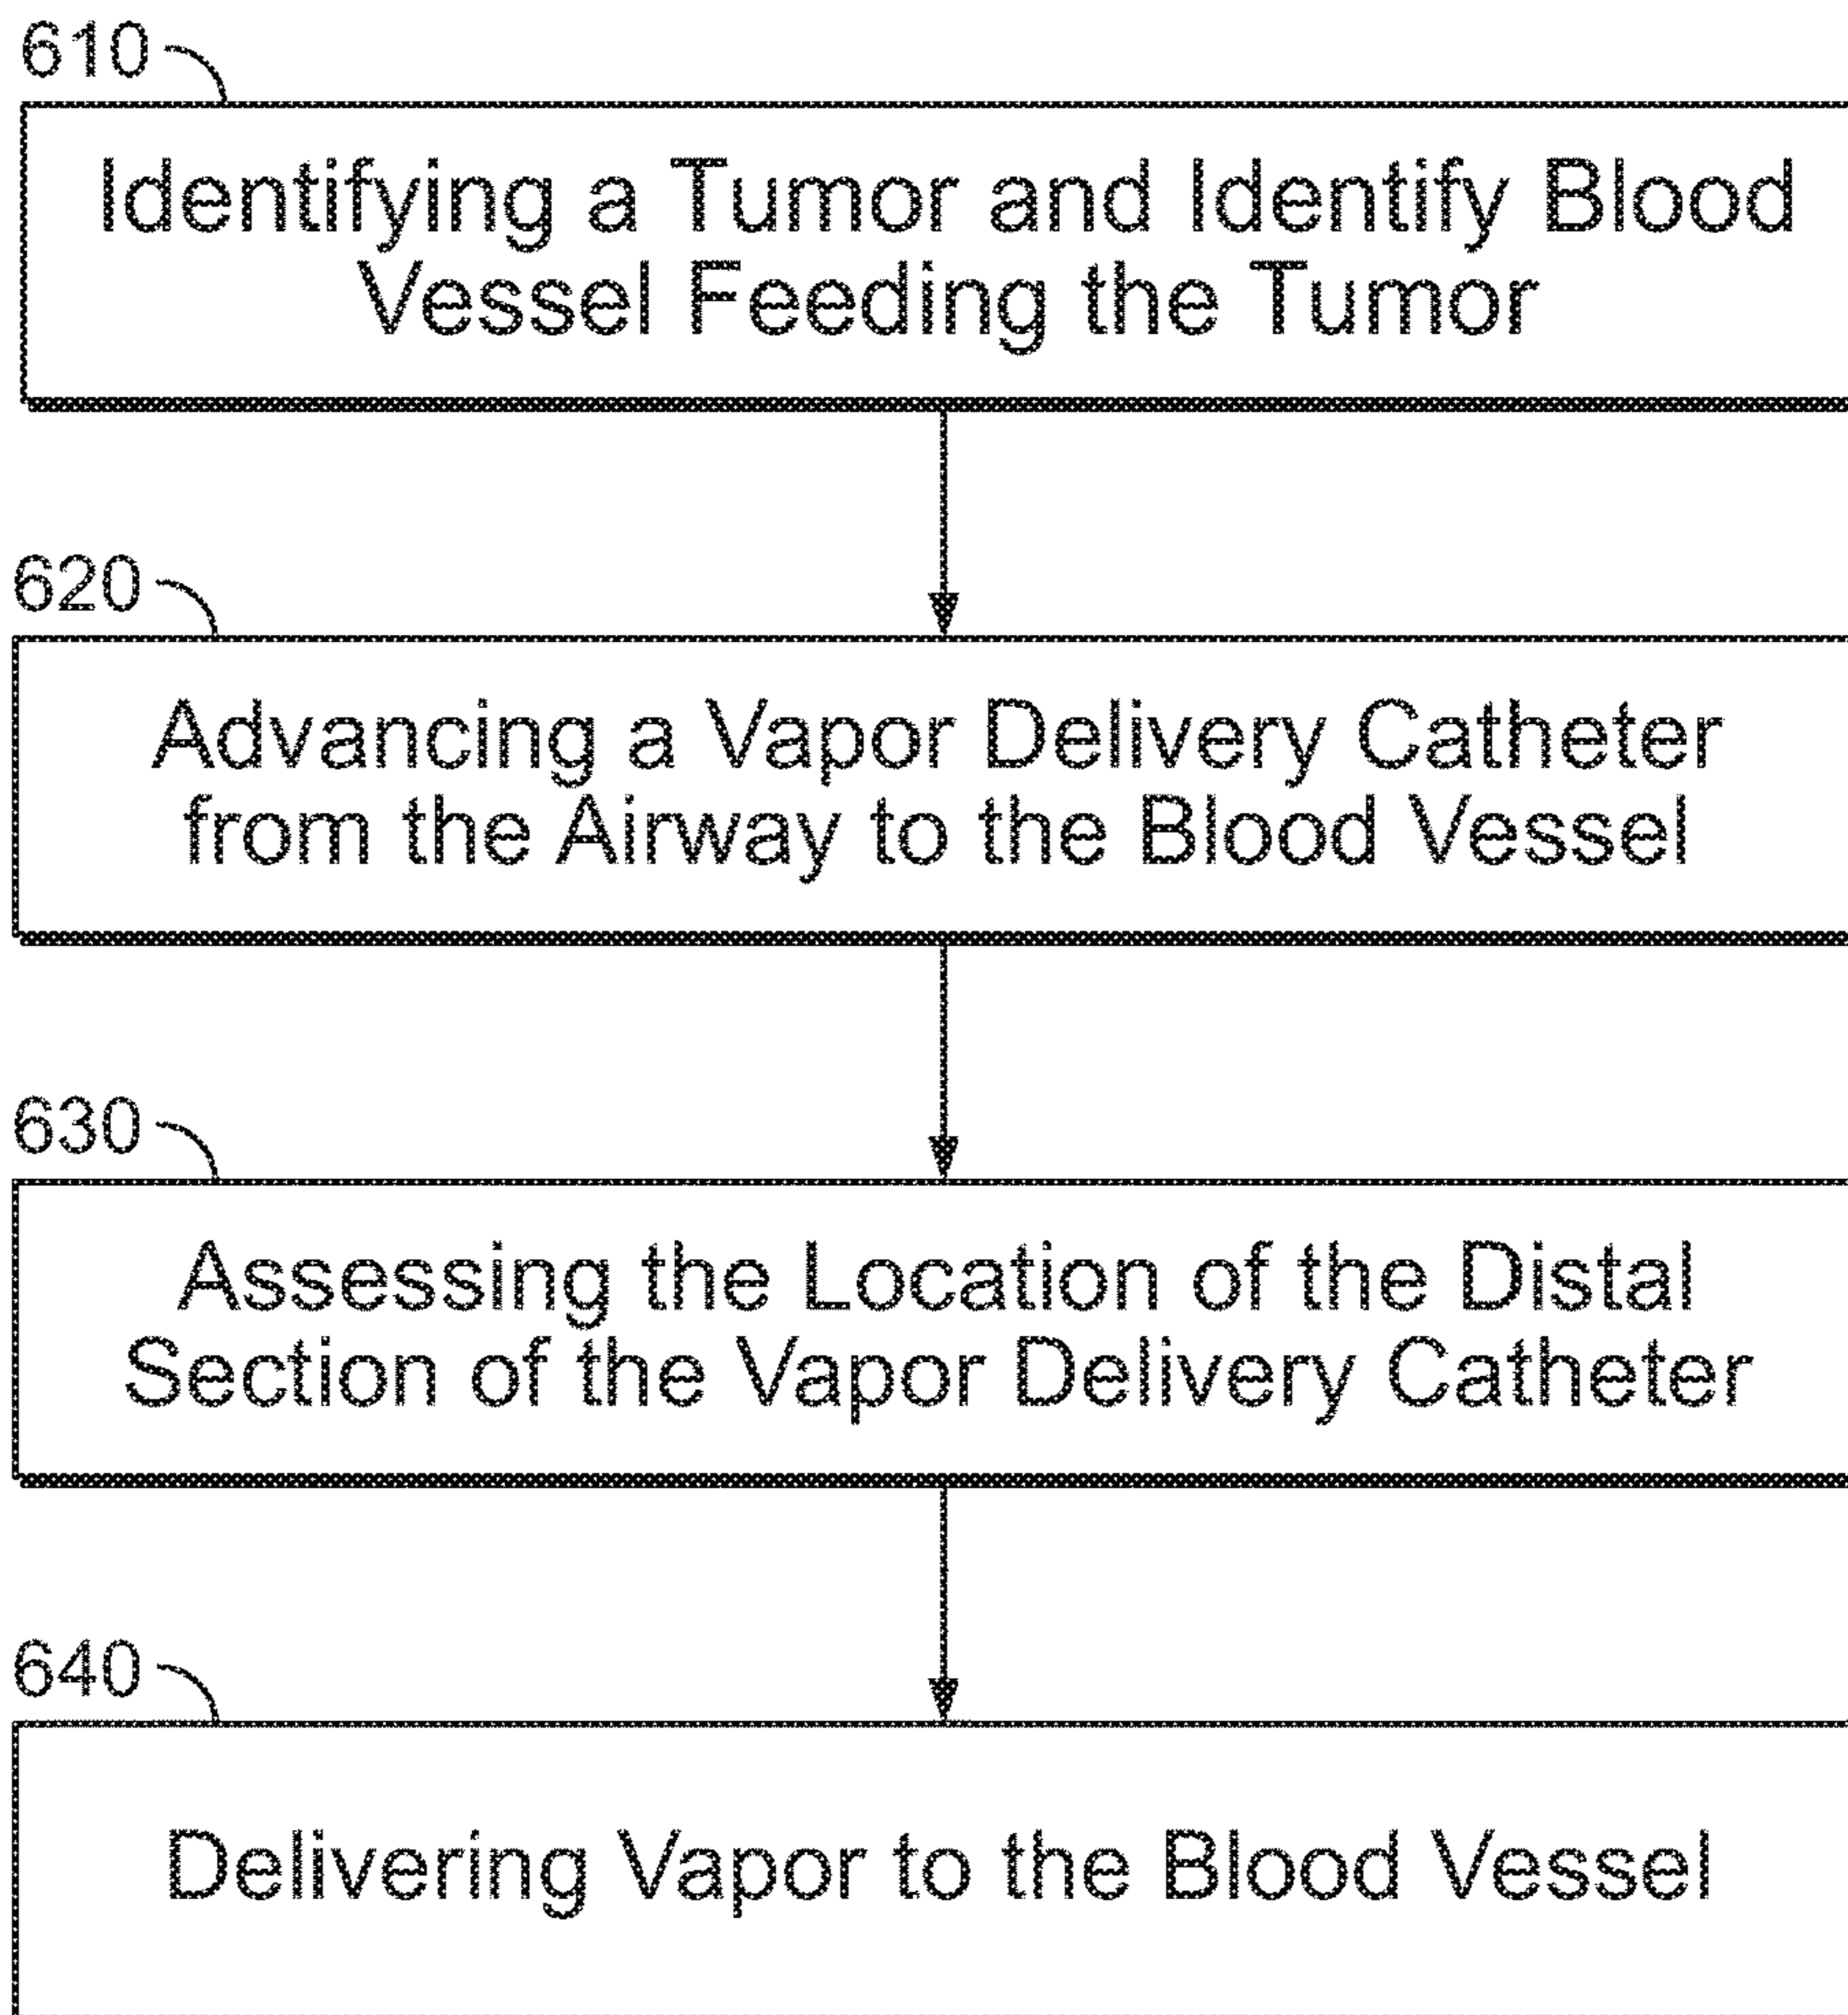 610
Identifying a Tumor and Identify Blood
Vessel Feeding the Tumor
620
Advancing a Vapor Delivery Catheter
from the Airway to the Blood Vessel
630
Assessing the Location of the Distal
Section of the Vapor Delivery Catheter
640
Delivering Vapor to the Blood Vessel